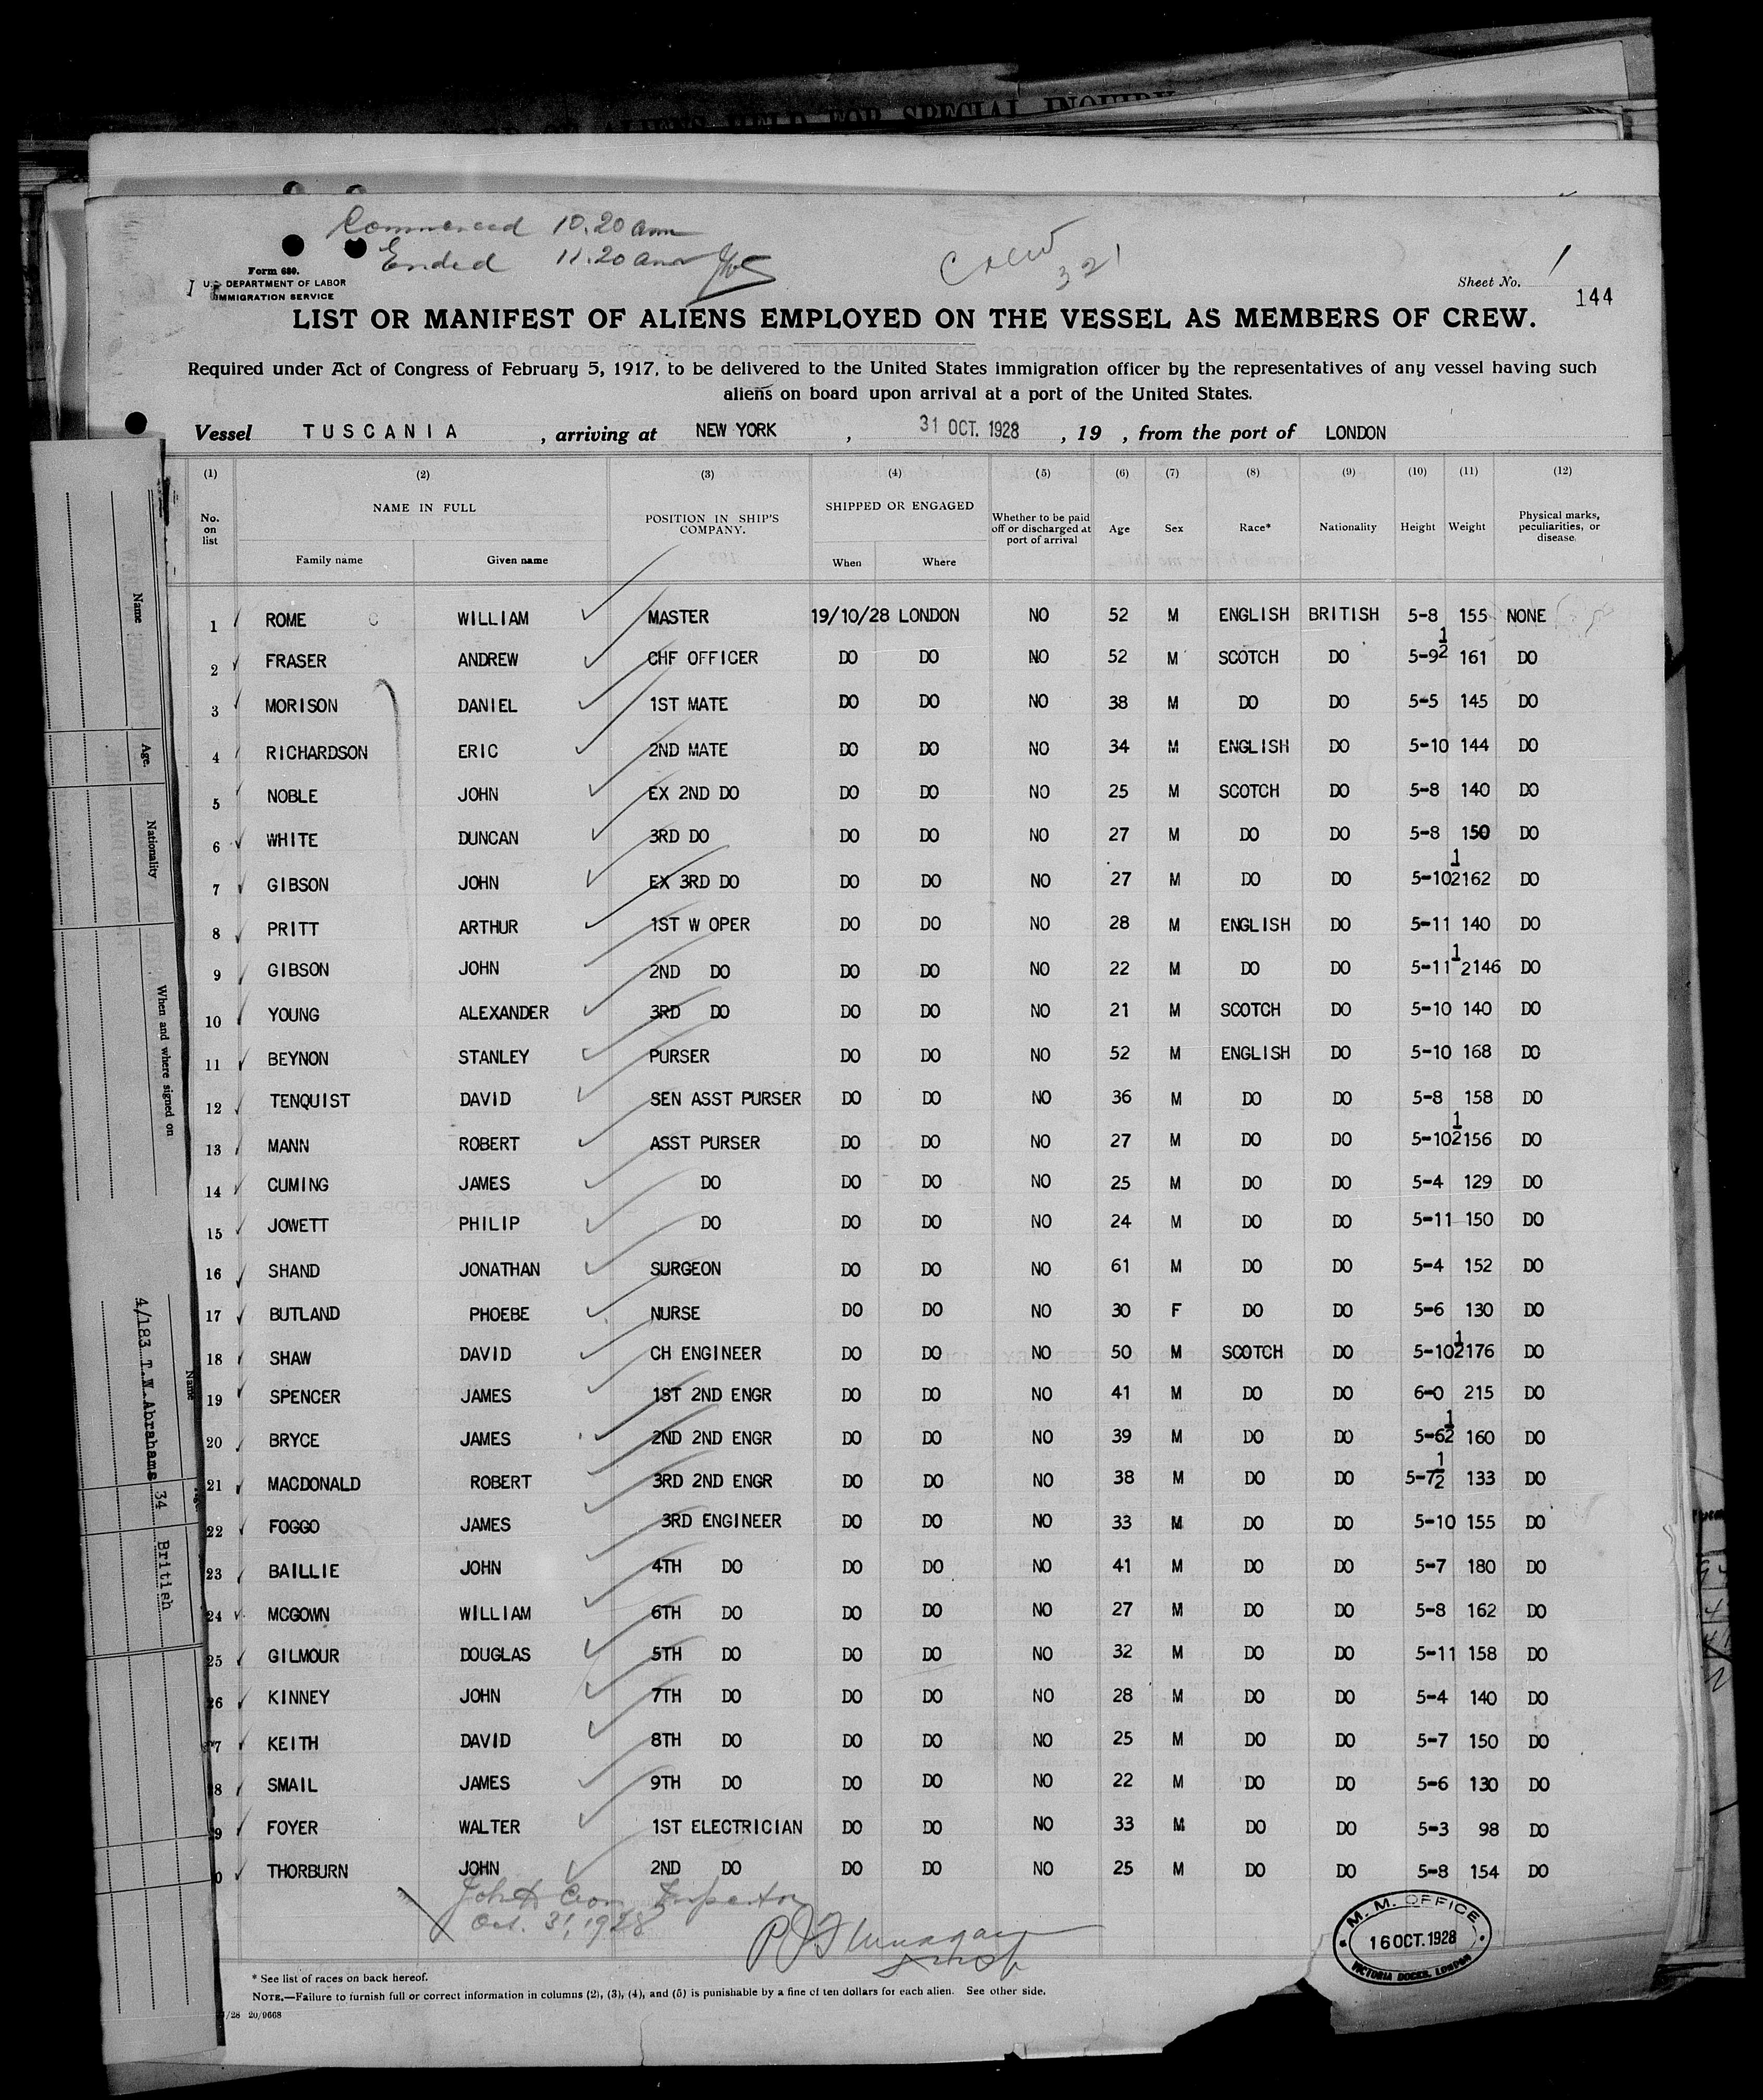 OF ALIENS HELD FOR SPECIAL INQUIRY
Commenced 10.20 am
Ended 11.20 am
Crew
321
Form 680.
U.S. DEPARTMENT OF LABOR
IMMIGRATION SERVICE
Sheet No. 1
144
LIST OR MANIFEST OF ALIENS EMPLOYED ON THE VESSEL AS MEMBERS OF CREW.
Required under Act of Congress of February 5, 1917, to be delivered to the United States immigration officer by the representatives of any vessel having such
aliens on board upon arrival at a port of the United States.
Vessel TUSCANIA , arriving at NEW YORK , 31 OCT. 1928 , 19 , from the port of LONDON
(1) (2) (3) (4) (5) (6) (7) (8) (9) (10) (11) (12)
No. on list NAME IN FULL POSITION IN SHIP'S COMPANY. SHIPPED OR ENGAGED Whether to be paid off or discharged at port of arrival Age Sex Race* Nationality Height Weight Physical marks, peculiarities, or disease
Family name Given name When Where
1 ROME WILLIAM MASTER 19/10/28 LONDON NO 52 M ENGLISH BRITISH 5-8 155 NONE
2 FRASER ANDREW CHF OFFICER DO DO NO 52 M SCOTCH DO 5-9 1/2 161 DO
3 MORISON DANIEL 1ST MATE DO DO NO 38 M DO DO 5-5 145 DO
4 RICHARDSON ERIC 2ND MATE DO DO NO 34 M ENGLISH DO 5-10 144 DO
5 NOBLE JOHN EX 2ND DO DO DO NO 25 M SCOTCH DO 5-8 140 DO
6 WHITE DUNCAN 3RD DO DO DO NO 27 M DO DO 5-8 150 DO
7 GIBSON JOHN EX 3RD DO DO DO NO 27 M DO DO 5-10 1/2 162 DO
8 PRITT ARTHUR 1ST W OPER DO DO NO 28 M ENGLISH DO 5-11 140 DO
9 GIBSON JOHN 2ND DO DO DO NO 22 M DO DO 5-11 1/2 146 DO
10 YOUNG ALEXANDER 3RD DO DO DO NO 21 M SCOTCH DO 5-10 140 DO
11 BEYNON STANLEY PURSER DO DO NO 52 M ENGLISH DO 5-10 168 DO
12 TENQUIST DAVID SEN ASST PURSER DO DO NO 36 M DO DO 5-8 158 DO
13 MANN ROBERT ASST PURSER DO DO NO 27 M DO DO 5-10 1/2 156 DO
14 CUMING JAMES DO DO DO NO 25 M DO DO 5-4 129 DO
15 JOWETT PHILIP DO DO DO NO 24 M DO DO 5-11 150 DO
16 SHAND JONATHAN SURGEON DO DO NO 61 M DO DO 5-4 152 DO
17 BUTLAND PHOEBE NURSE DO DO NO 30 F DO DO 5-6 130 DO
18 SHAW DAVID CH ENGINEER DO DO NO 50 M SCOTCH DO 5-10 1/2 176 DO
19 SPENCER JAMES 1ST 2ND ENGR DO DO NO 41 M DO DO 6-0 215 DO
20 BRYCE JAMES 2ND 2ND ENGR DO DO NO 39 M DO DO 5-6 1/2 160 DO
21 MACDONALD ROBERT 3RD 2ND ENGR DO DO NO 38 M DO DO 5-7 1/2 133 DO
22 FOGGO JAMES 3RD ENGINEER DO DO NO 33 M DO DO 5-10 155 DO
23 BAILLIE JOHN 4TH DO DO DO NO 41 M DO DO 5-7 180 DO
24 MCGOWN WILLIAM 6TH DO DO DO NO 27 M DO DO 5-8 162 DO
25 GILMOUR DOUGLAS 5TH DO DO DO NO 32 M DO DO 5-11 158 DO
26 KINNEY JOHN 7TH DO DO DO NO 28 M DO DO 5-4 140 DO
7 KEITH DAVID 8TH DO DO DO NO 25 M DO DO 5-7 150 DO
8 SMAIL JAMES 9TH DO DO DO NO 22 M DO DO 5-6 130 DO
9 FOYER WALTER 1ST ELECTRICIAN DO DO NO 33 M DO DO 5-3 98 DO
0 THORBURN JOHN 2ND DO DO DO NO 25 M DO DO 5-8 154 DO
Inspector
Oct. 31, 1928
M. M. OFFICE
16 OCT. 1928
VICTORIA DOCKS, LONDON
* See list of races on back hereof.
NOTE.—Failure to furnish full or correct information in columns (2), (3), (4), and (5) is punishable by a fine of ten dollars for each alien. See other side.
/28 20/9668
Name
Age.
Nationality
When and where signed on
Name
4/183 T.W.Abrahams 34 British